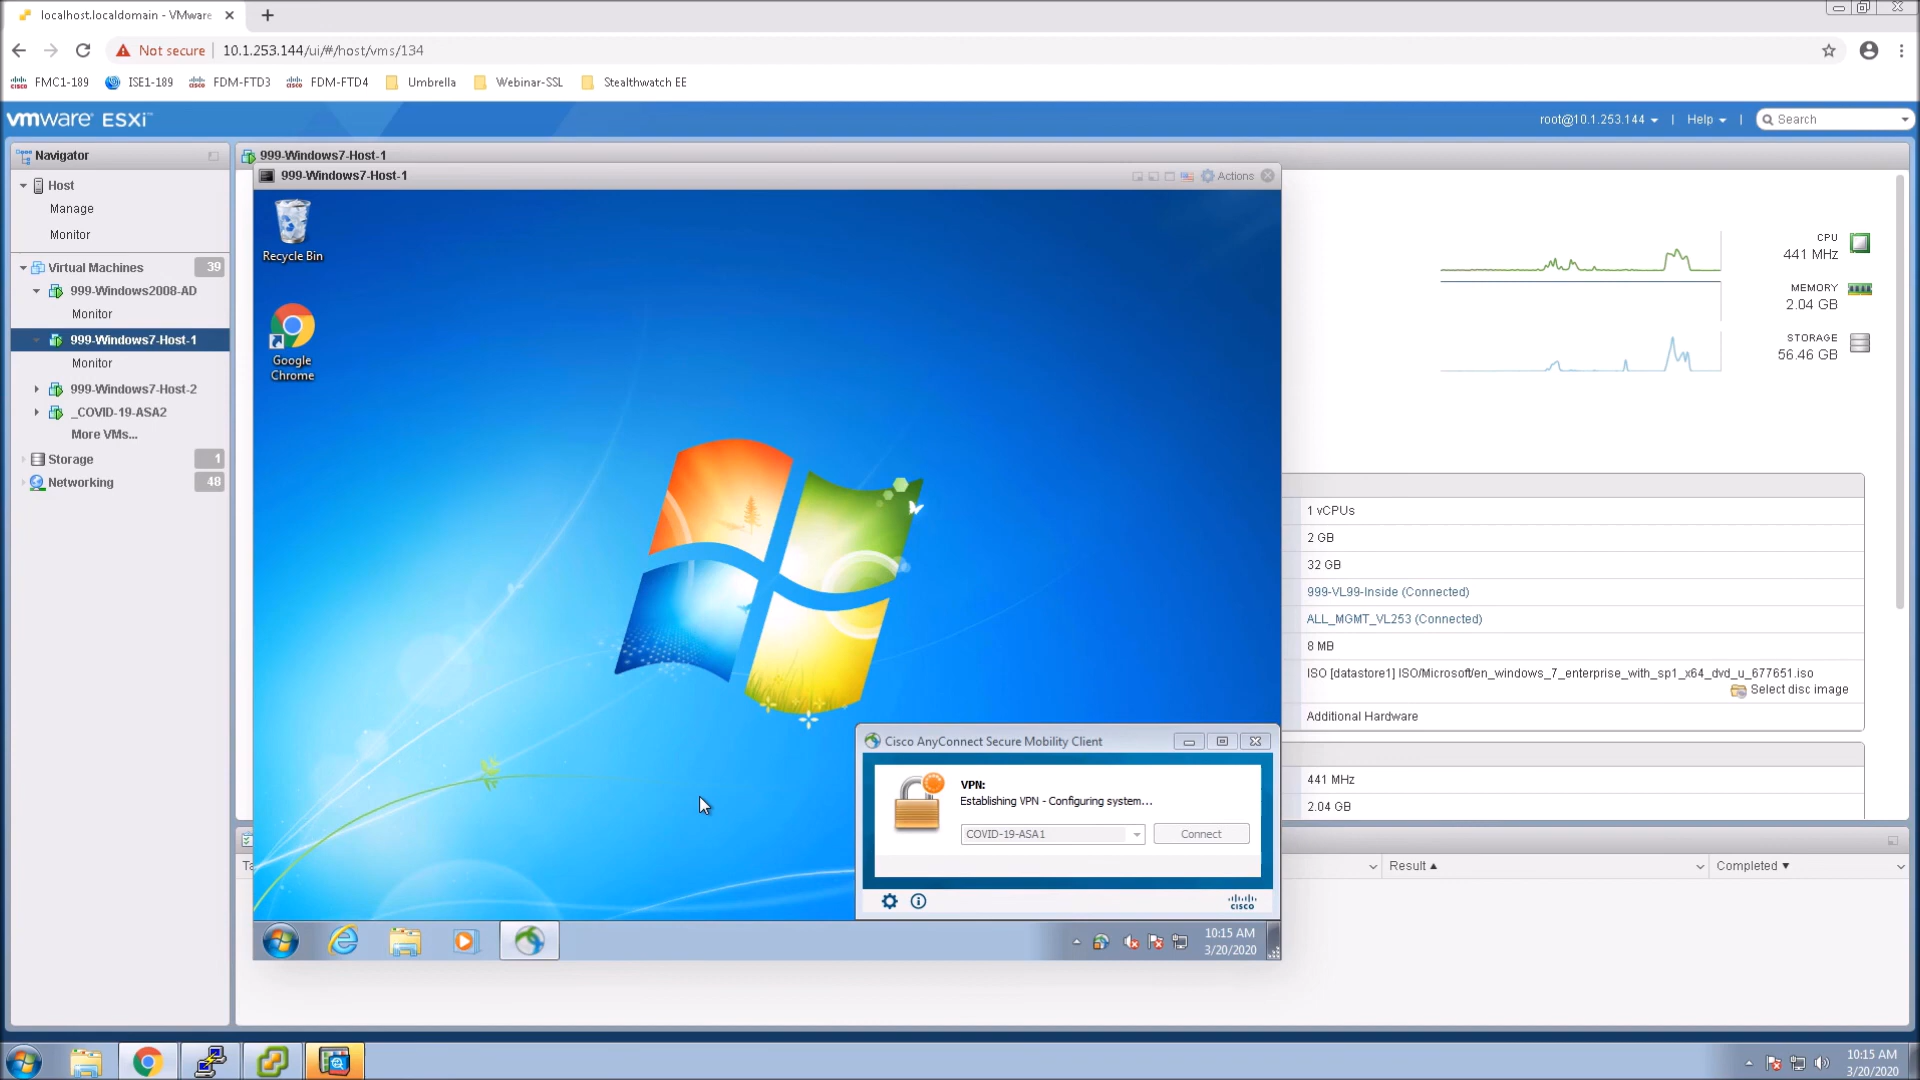 localhost.localdomain - VMware
Not secure
10.1.253.144/ui/#/host/vms/134
FMC1-189
ISE1-189
FDM-FTD3
FDM-FTD4
Umbrella
Webinar-SSL
Stealthwatch EE
vmware ESXi
root@10.1.253.144
Help
Search
Navigator
Host
Manage
Monitor
Virtual Machines 39
999-Windows2008-AD
Monitor
999-Windows7-Host-1
Monitor
999-Windows7-Host-2
_COVID-19-ASA2
More VMs...
Storage 1
Networking 48
999-Windows7-Host-1
999-Windows7-Host-1
Actions
Recycle Bin
Google
Chrome
Cisco AnyConnect Secure Mobility Client
VPN:
Establishing VPN - Configuring system...
COVID-19-ASA1
Connect
cisco
10:15 AM
3/20/2020
CPU
441 MHz
MEMORY
2.04 GB
STORAGE
56.46 GB
1 vCPUs
2 GB
32 GB
999-VL99-Inside (Connected)
ALL_MGMT_VL253 (Connected)
8 MB
ISO [datastore1] ISO/Microsoft/en_windows_7_enterprise_with_sp1_x64_dvd_u_677651.iso
Select disc image
Additional Hardware
441 MHz
2.04 GB
Result
Completed
10:15 AM
3/20/2020